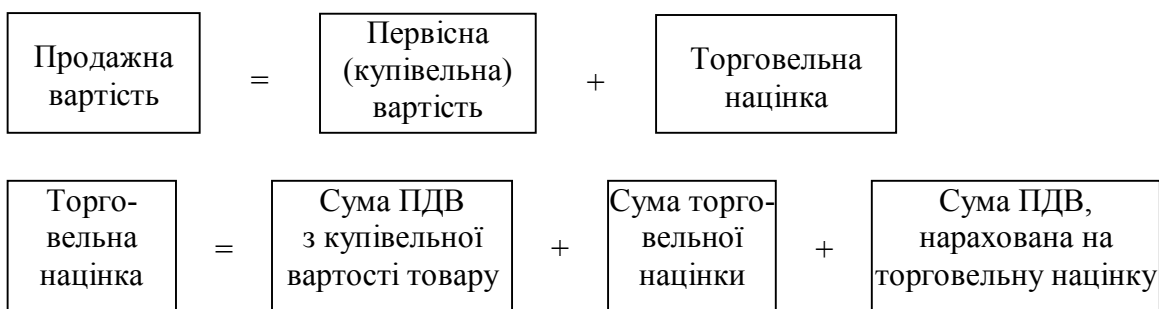 Продажна
вартість
=
Первісна
(купівельна)
вартість
+
Торговельна
націнка
Торго-
вельна
націнка
=
Сума ПДВ
з купівельної
вартості товару
+
Сума торго-
вельної
націнки
+
Сума ПДВ,
нарахована на
торговельну націнку